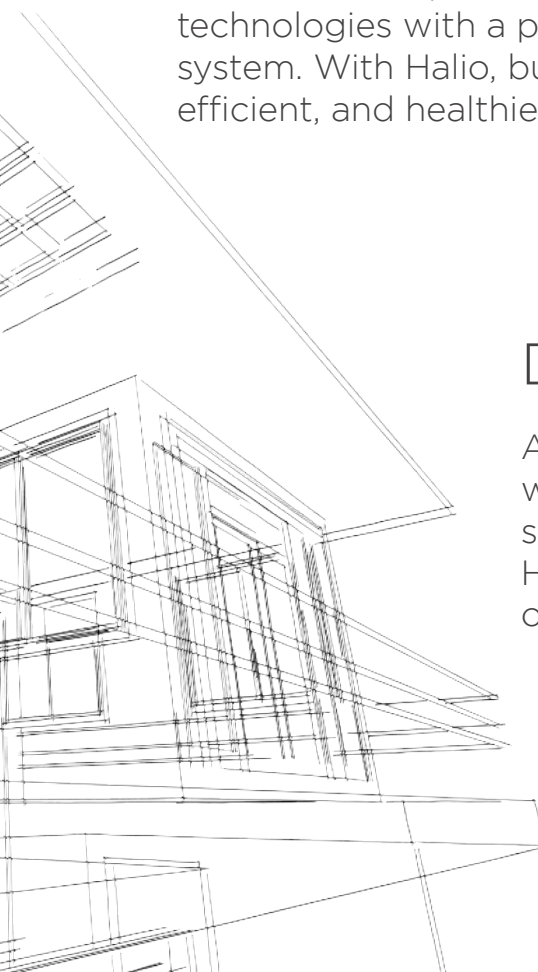 technologies with a p
system. With Halio, bu
efficient, and healthie
A
w
s
H
o